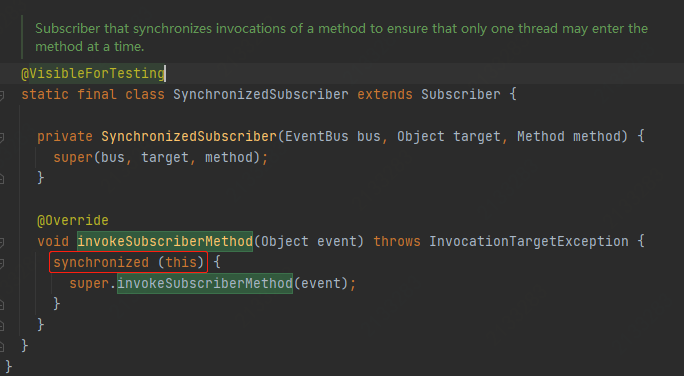 Subscriber that synchronizes invocations of a method to ensure that only one thread may enter the
method at a time.
@VisibleForTesting
static final class SynchronizedSubscriber extends Subscriber {
private SynchronizedSubscriber(EventBus bus, Object target, Method method) {
super(bus, target, method);
}
@Override
void invokeSubscriberMethod(Object event) throws InvocationTargetException {
synchronized (this) {
super.invokeSubscriberMethod(event);
}
}
}
}